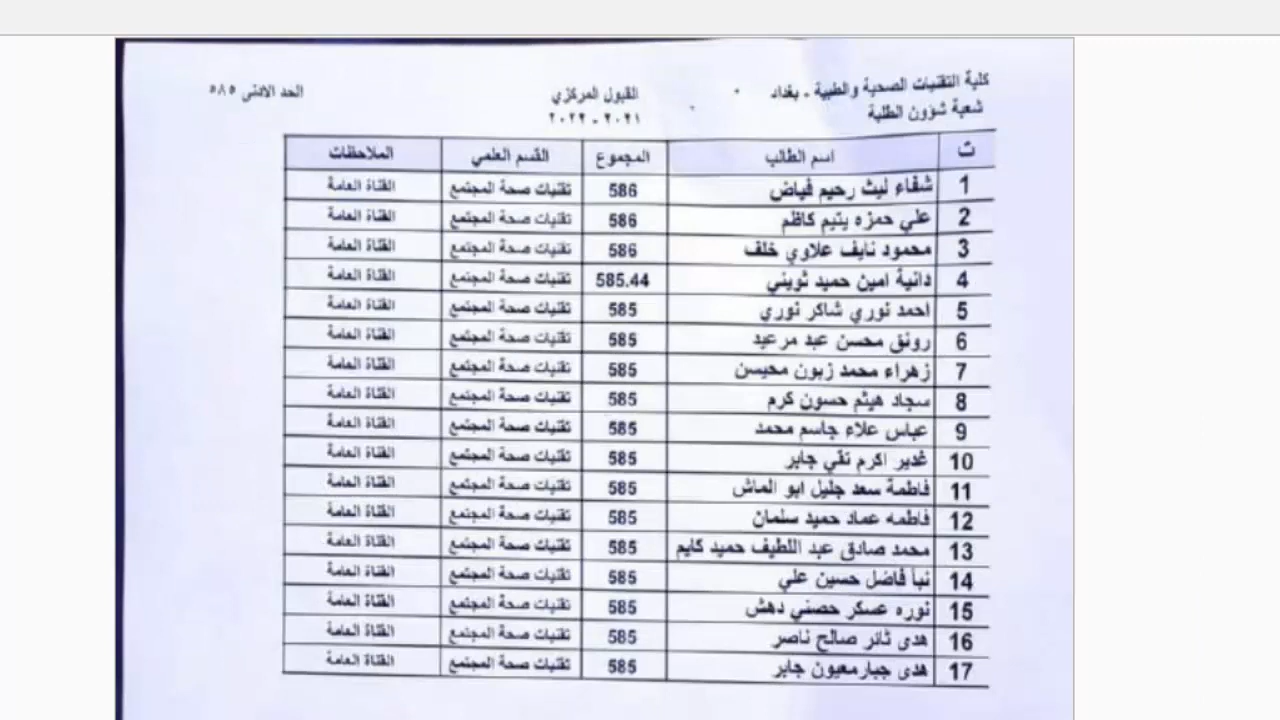 كلية التقنيات الصحية والطبية - بغداد القبول المركزي الحد الادنى ٥٨٥
شعبة شؤون الطلبة ٢٠٢١ - ٢٠٢٢
ت اسم الطالب المجموع القسم العلمي الملاحظات
1 شفاء ليث رحيم فياض 586 تقنيات صحة المجتمع القناة العامة
2 علي حمزه يتيم كاظم 586 تقنيات صحة المجتمع القناة العامة
3 محمود نايف علاوي خلف 586 تقنيات صحة المجتمع القناة العامة
4 دانية امين حميد ثويني 585.44 تقنيات صحة المجتمع القناة العامة
5 احمد نوري شاكر نوري 585 تقنيات صحة المجتمع القناة العامة
6 رونق محسن عبد مرعيد 585 تقنيات صحة المجتمع القناة العامة
7 زهراء محمد زبون محيسن 585 تقنيات صحة المجتمع القناة العامة
8 سجاد هيثم حسون كرم 585 تقنيات صحة المجتمع القناة العامة
9 عباس علاء جاسم محمد 585 تقنيات صحة المجتمع القناة العامة
10 غدير اكرم تقي جابر 585 تقنيات صحة المجتمع القناة العامة
11 فاطمة سعد جليل ابو الماش 585 تقنيات صحة المجتمع القناة العامة
12 فاطمه عماد حميد سلمان 585 تقنيات صحة المجتمع القناة العامة
13 محمد صادق عبد اللطيف حميد كايم 585 تقنيات صحة المجتمع القناة العامة
14 نبأ فاضل حسين علي 585 تقنيات صحة المجتمع القناة العامة
15 نوره عسكر حصني دهش 585 تقنيات صحة المجتمع القناة العامة
16 هدى ثائر صالح ناصر 585 تقنيات صحة المجتمع القناة العامة
17 هدى جبارمعيون جابر 585 تقنيات صحة المجتمع القناة العامة